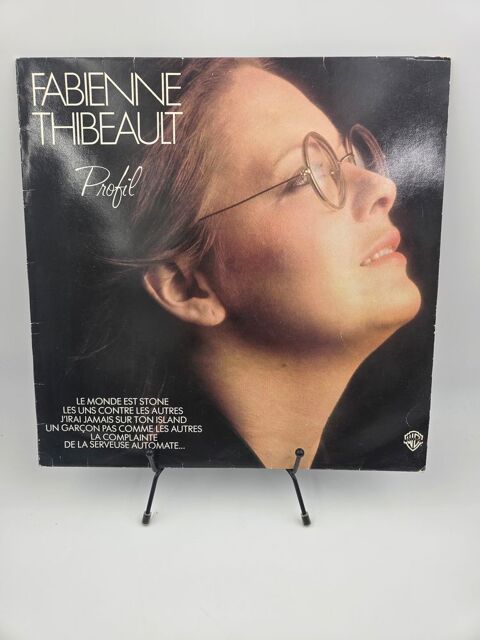 FABIENNE
THIBEAULT
Profil
LE MONDE EST STONE
LES UNS CONTRE LES AUTRES
J'IRAI JAMAIS SUR TON ISLAND
UN GARÇON PAS COMME LES AUTRES
LA COMPLAINTE
DE LA SERVEUSE AUTOMATE...